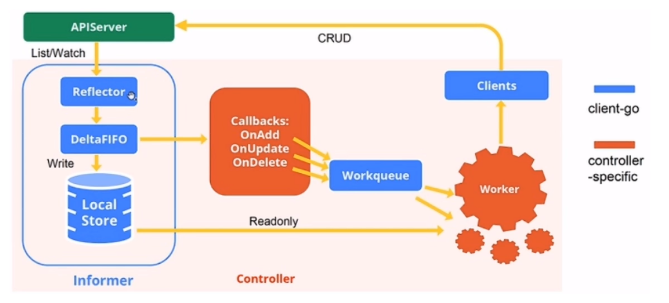 APIServer
CRUD
List/Watch
Reflector
Clients
client-go
Callbacks:
OnAdd
OnUpdate
OnDelete
DeltaFIFO
controller
-specific
Write
Workqueue
Worker
Local
Store
Readonly
Informer
Controller